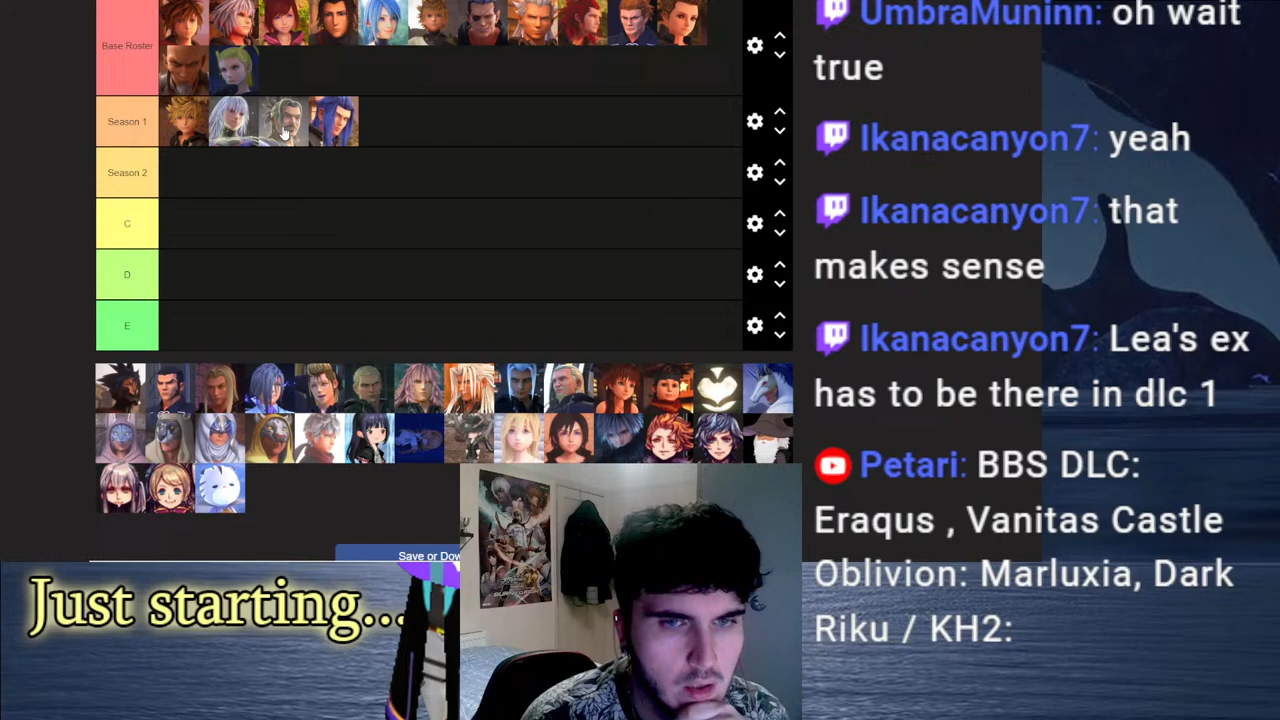 UmbraMuninn: oh wait
true
Ikanacanyon7: yeah
Ikanacanyon7: that
makes sense
Ikanacanyon7: Lea's ex
has to be there in dlc 1
Petari: BBS DLC:
Eraqus , Vanitas Castle
Oblivion: Marluxia, Dark
Riku / KH2:
Base Roster
Season 1
Season 2
C
D
E
Save or Dow
Just starting...